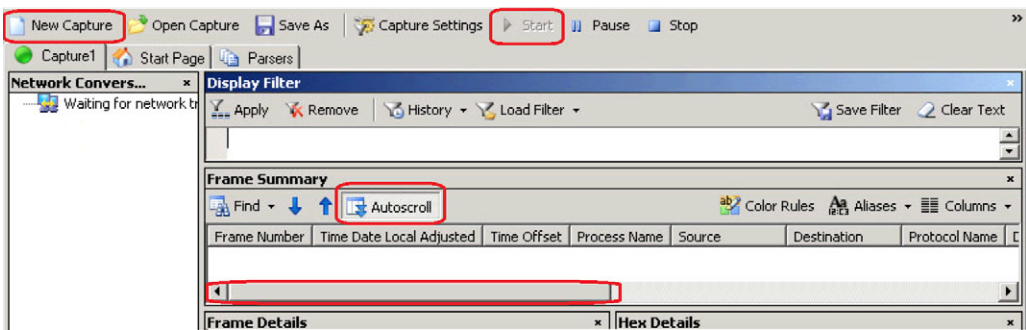 New Capture Open Capture Save As Capture Settings Start Pause Stop »
Capture1 Start Page Parsers
Network Convers... × Display Filter ×
Waiting for network tr
Apply Remove History Load Filter Save Filter Clear Text
Frame Summary ×
Find Autoscroll Color Rules Aliases Columns
Frame Number Time Date Local Adjusted Time Offset Process Name Source Destination Protocol Name D
Frame Details × Hex Details ×